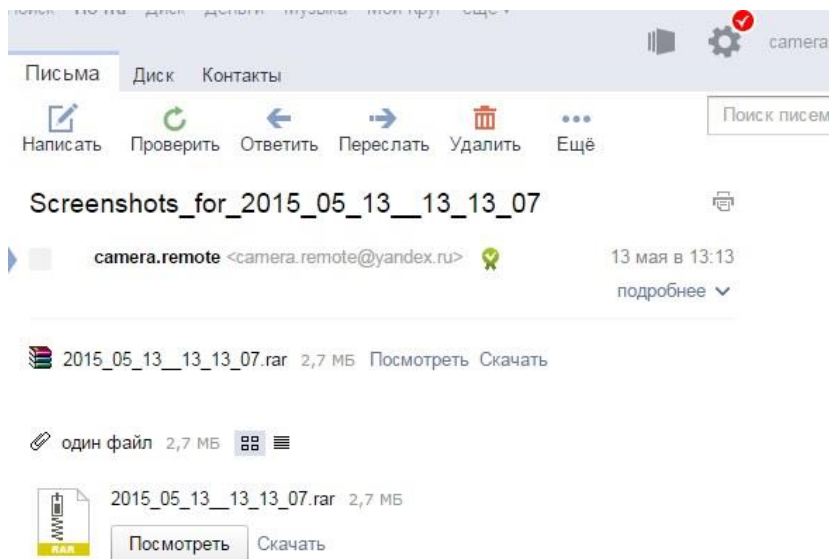 camera
Письма Диск Контакты
Написать Проверить Ответить Переслать Удалить Ещё
Поиск писем
Screenshots_for_2015_05_13__13_13_07
camera.remote <camera.remote@yandex.ru> 13 мая в 13:13
подробнее
2015_05_13__13_13_07.rar 2,7 МБ Посмотреть Скачать
один файл 2,7 МБ
2015_05_13__13_13_07.rar 2,7 МБ
RAR
Посмотреть Скачать